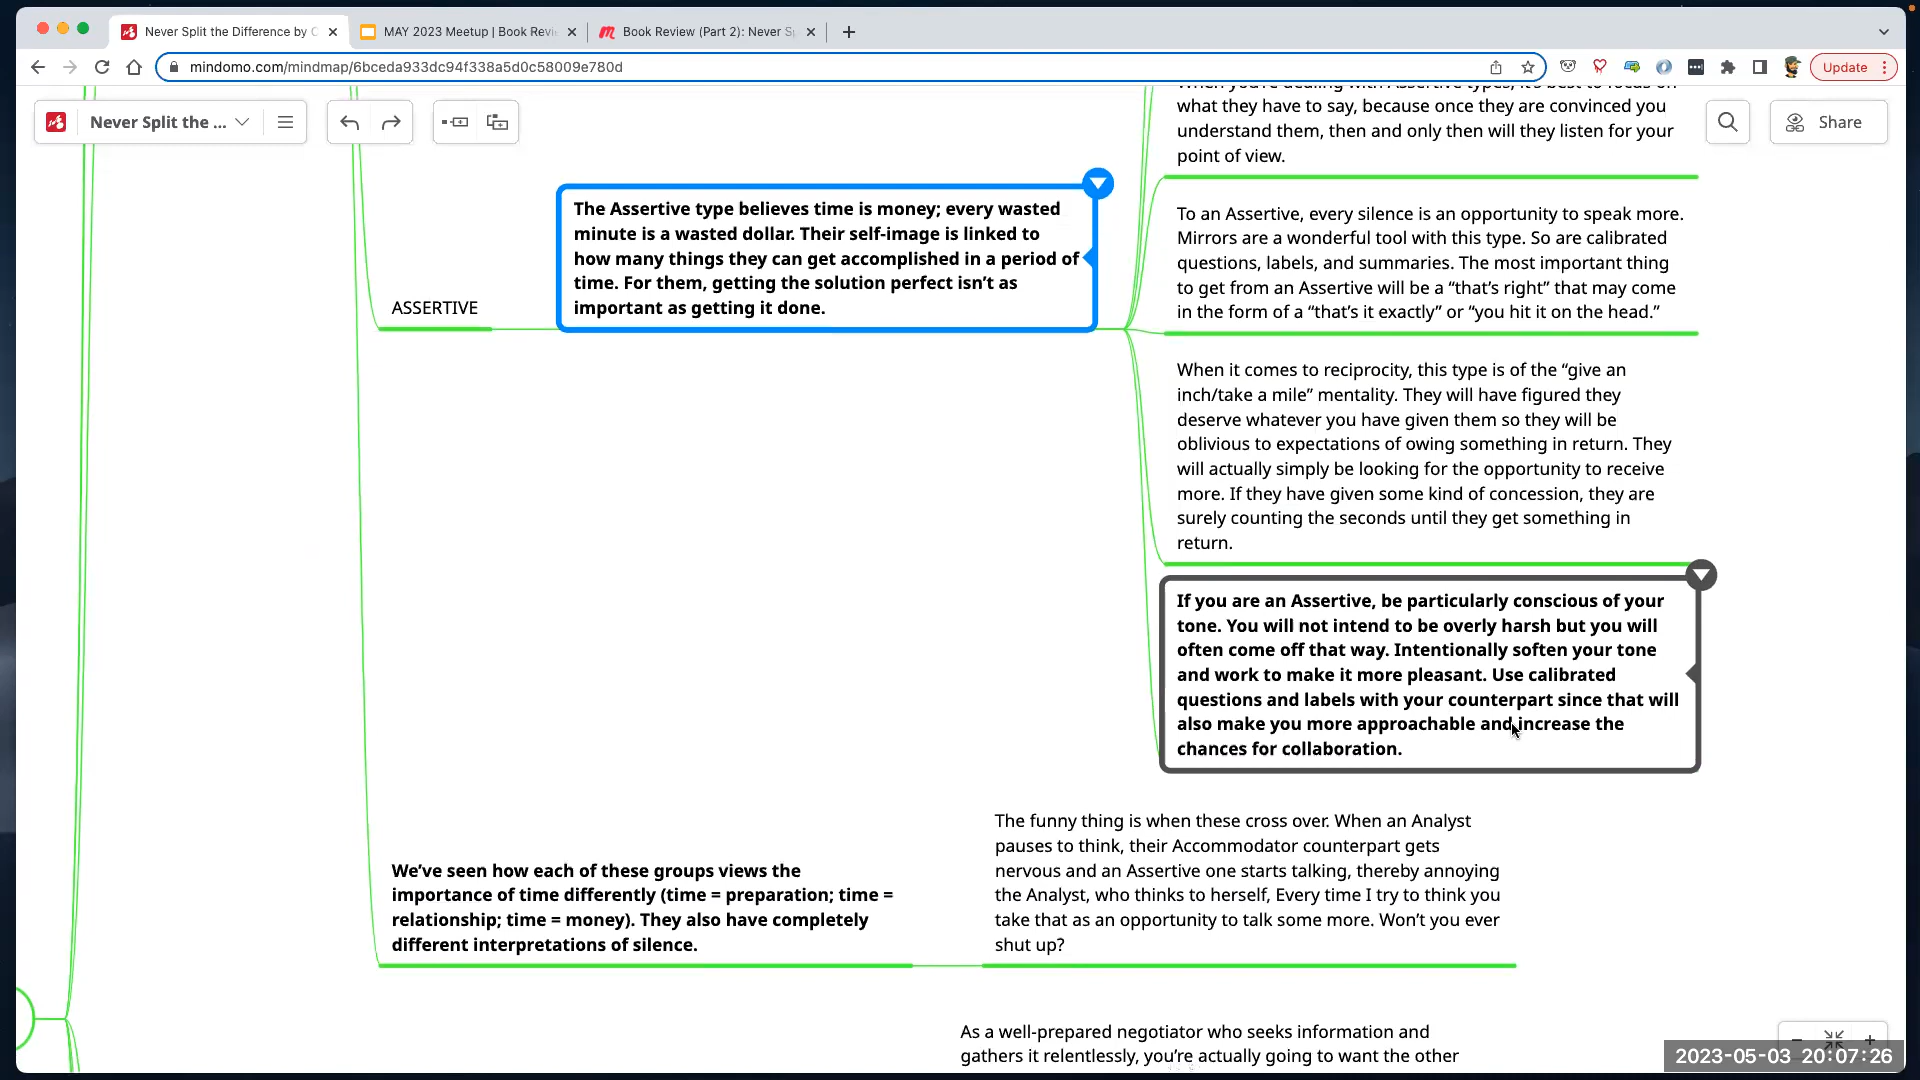 Never Split the Difference by C
MAY 2023 Meetup | Book Revi
Book Review (Part 2): Never S
mindomo.com/mindmap/6bceda933dc94f338a5d0c58009e780d
Update
Never Split the ...
Share
When you're dealing with Assertive types, it's best to focus on
what they have to say, because once they are convinced you
understand them, then and only then will they listen for your
point of view.
The Assertive type believes time is money; every wasted
minute is a wasted dollar. Their self-image is linked to
how many things they can get accomplished in a period of
time. For them, getting the solution perfect isn’t as
important as getting it done.
ASSERTIVE
To an Assertive, every silence is an opportunity to speak more.
Mirrors are a wonderful tool with this type. So are calibrated
questions, labels, and summaries. The most important thing
to get from an Assertive will be a “that’s right” that may come
in the form of a “that’s it exactly” or “you hit it on the head.”
When it comes to reciprocity, this type is of the “give an
inch/take a mile” mentality. They will have figured they
deserve whatever you have given them so they will be
oblivious to expectations of owing something in return. They
will actually simply be looking for the opportunity to receive
more. If they have given some kind of concession, they are
surely counting the seconds until they get something in
return.
If you are an Assertive, be particularly conscious of your
tone. You will not intend to be overly harsh but you will
often come off that way. Intentionally soften your tone
and work to make it more pleasant. Use calibrated
questions and labels with your counterpart since that will
also make you more approachable and increase the
chances for collaboration.
We’ve seen how each of these groups views the
importance of time differently (time = preparation; time =
relationship; time = money). They also have completely
different interpretations of silence.
The funny thing is when these cross over. When an Analyst
pauses to think, their Accommodator counterpart gets
nervous and an Assertive one starts talking, thereby annoying
the Analyst, who thinks to herself, Every time I try to think you
take that as an opportunity to talk some more. Won’t you ever
shut up?
As a well-prepared negotiator who seeks information and
gathers it relentlessly, you’re actually going to want the other
2023-05-03 20:07:26